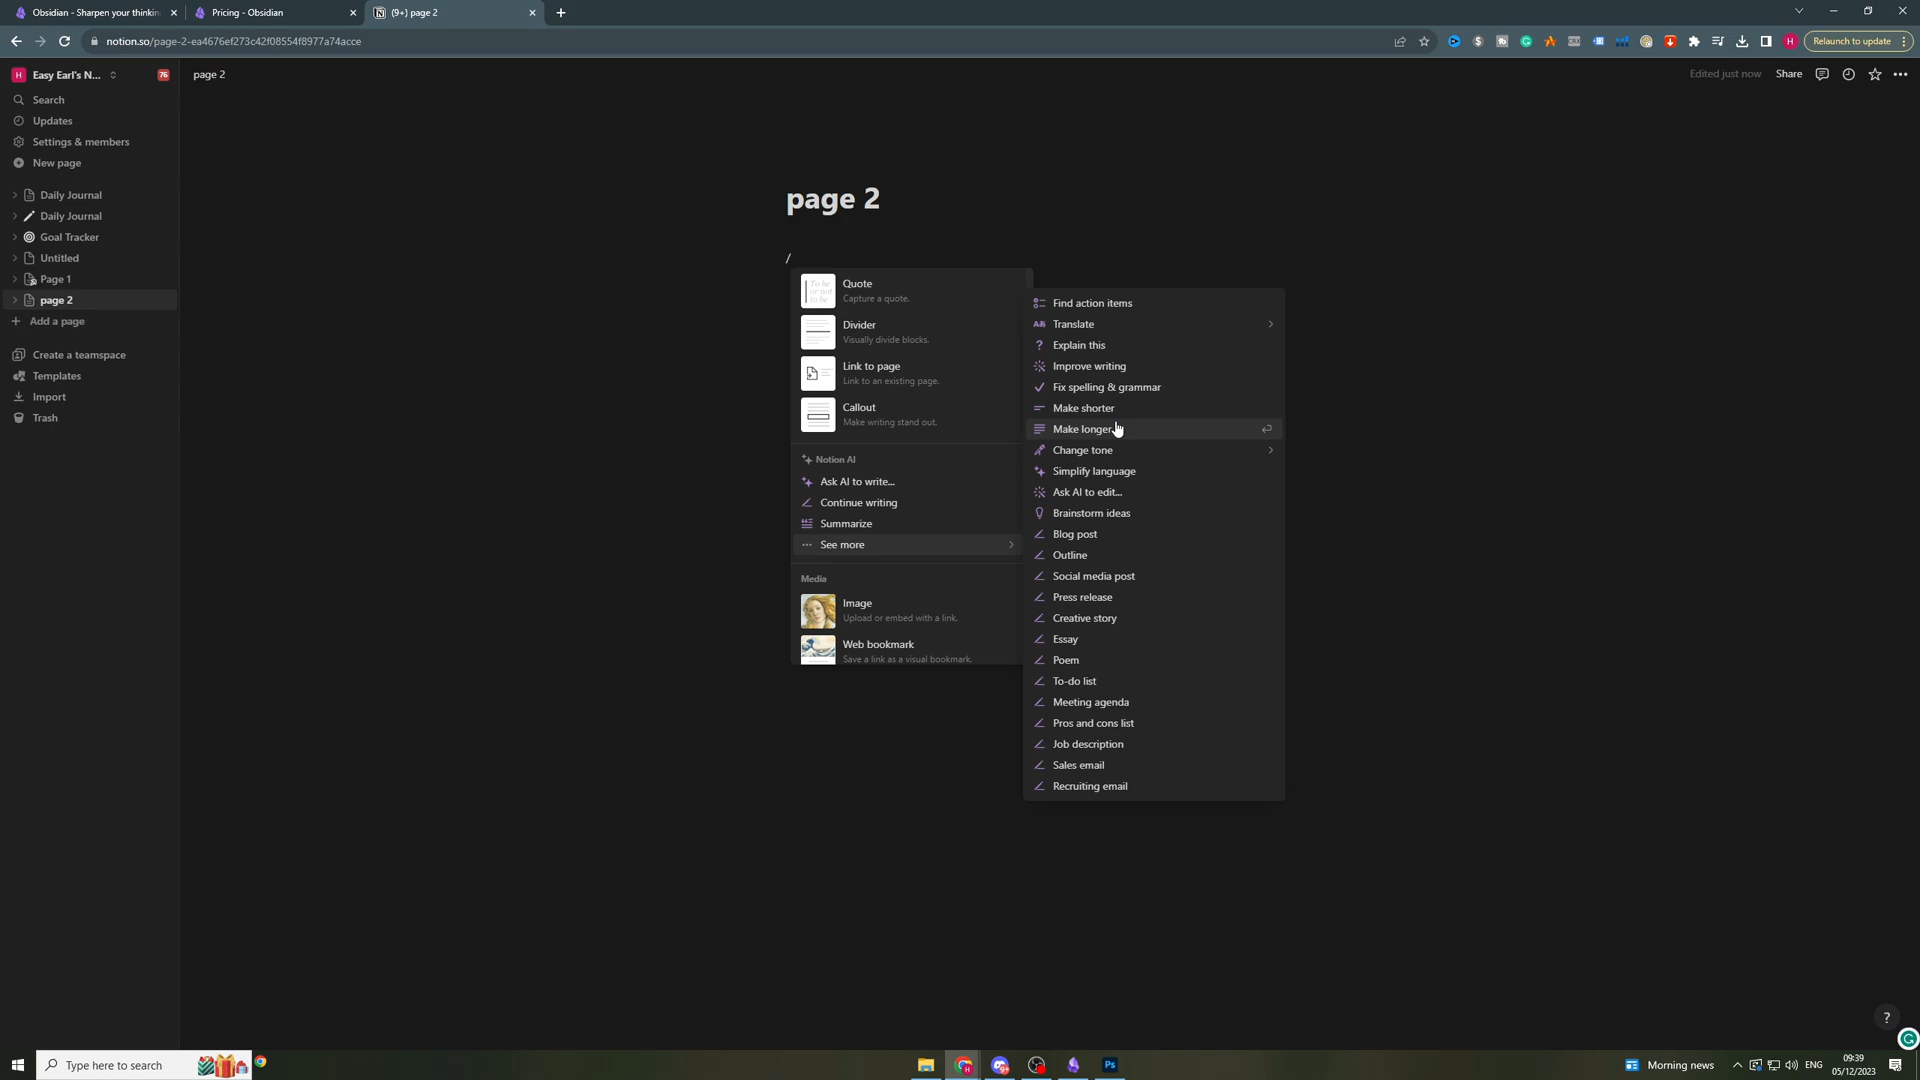 Obsidian - Sharpen your thinkin
Pricing - Obsidian
(9+) page 2
notion.so/page-2-ea4676ef273c42f08554f8977a74acce
Relaunch to update
H
Easy Earl's N...
76
page 2
Edited just now
Share
Search
Updates
Settings & members
New page
Daily Journal
Daily Journal
Goal Tracker
Untitled
Page 1
page 2
Add a page
Create a teamspace
Templates
Import
Trash
page 2
/
Quote
Capture a quote.
Divider
Visually divide blocks.
Link to page
Link to an existing page.
Callout
Make writing stand out.
Notion AI
Ask AI to write...
Continue writing
Summarize
See more
Media
Image
Upload or embed with a link.
Web bookmark
Save a link as a visual bookmark.
Find action items
Translate
Explain this
Improve writing
Fix spelling & grammar
Make shorter
Make longer
Change tone
Simplify language
Ask AI to edit...
Brainstorm ideas
Blog post
Outline
Social media post
Press release
Creative story
Essay
Poem
To-do list
Meeting agenda
Pros and cons list
Job description
Sales email
Recruiting email
?
Type here to search
Ps
Morning news
ENG
09:39
05/12/2023